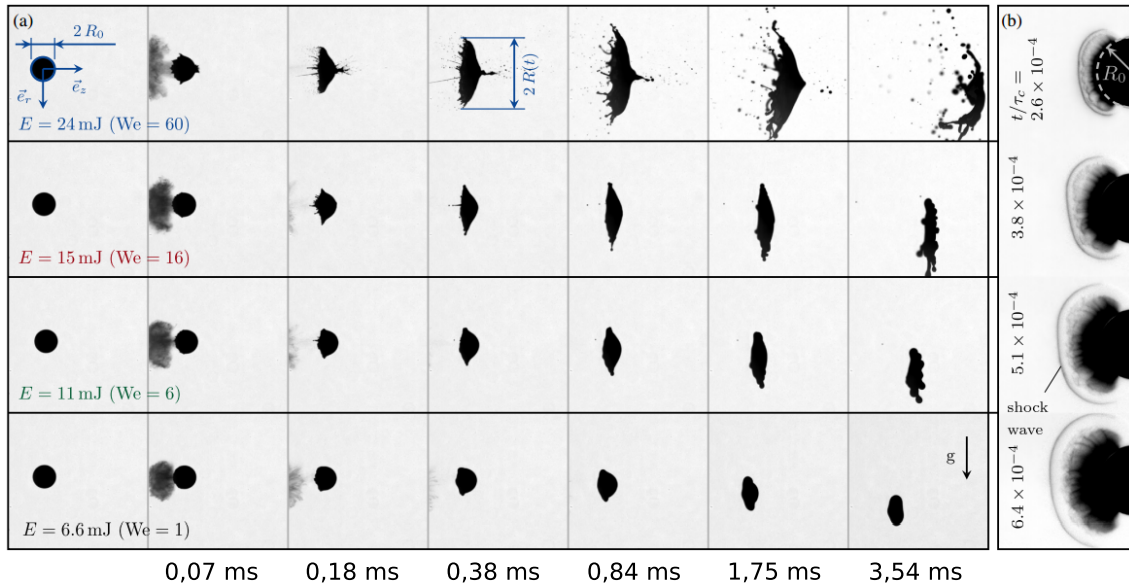 (a)
2 R₀
e⃗ᵣ
e⃗_z
E = 24 mJ (We = 60)
2 R(t)
E = 15 mJ (We = 16)
E = 11 mJ (We = 6)
E = 6.6 mJ (We = 1)
g
0,07 ms
0,18 ms
0,38 ms
0,84 ms
1,75 ms
3,54 ms
(b)
R₀
t/τ_c =
2.6 × 10⁻⁴
3.8 × 10⁻⁴
5.1 × 10⁻⁴
shock
wave
6.4 × 10⁻⁴